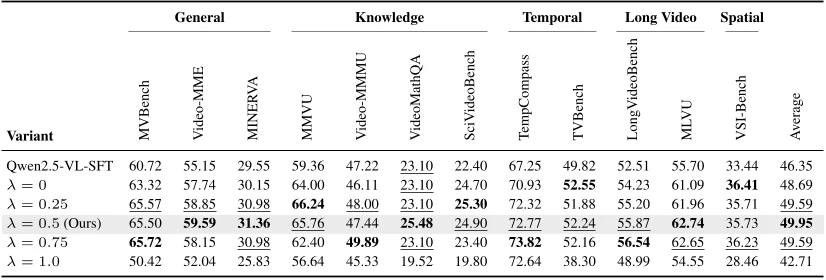 General Knowledge Temporal Long Video Spatial
Variant MVBench Video-MME MINERVA MMVU Video-MMMU VideoMathQA SciVideoBench TempCompass TVBench LongVideoBench MLVU VSI-Bench Average
Qwen2.5-VL-SFT 60.72 55.15 29.55 59.36 47.22 23.10 22.40 67.25 49.82 52.51 55.70 33.44 46.35
λ = 0 63.32 57.74 30.15 64.00 46.11 23.10 24.70 70.93 52.55 54.23 61.09 36.41 48.69
λ = 0.25 65.57 58.85 30.98 66.24 48.00 23.10 25.30 72.32 51.88 55.20 61.96 35.71 49.59
λ = 0.5 (Ours) 65.50 59.59 31.36 65.76 47.44 25.48 24.90 72.77 52.24 55.87 62.74 35.73 49.95
λ = 0.75 65.72 58.15 30.98 62.40 49.89 23.10 23.40 73.82 52.16 56.54 62.65 36.23 49.59
λ = 1.0 50.42 52.04 25.83 56.64 45.33 19.52 19.80 72.64 38.30 48.99 54.55 28.46 42.71